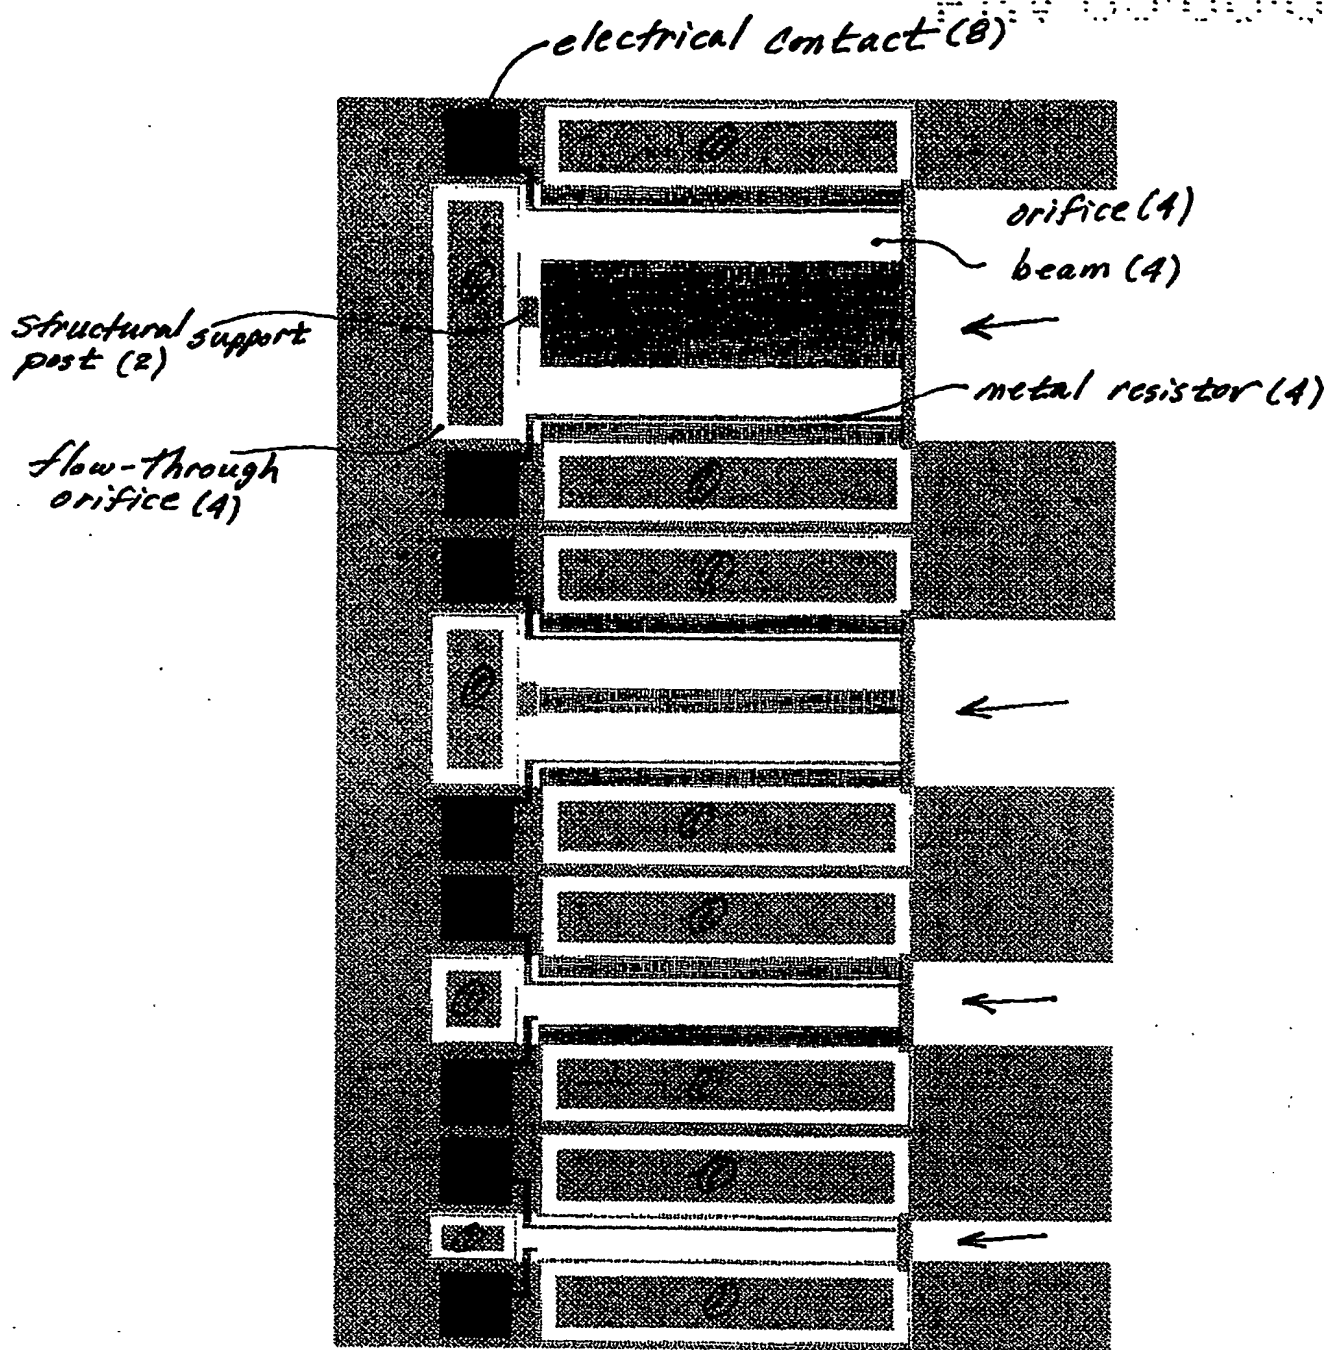 electrical contact (8)
orifice (4)
beam (4)
structural support
post (2)
metal resistor (4)
flow-through
orifice (4)